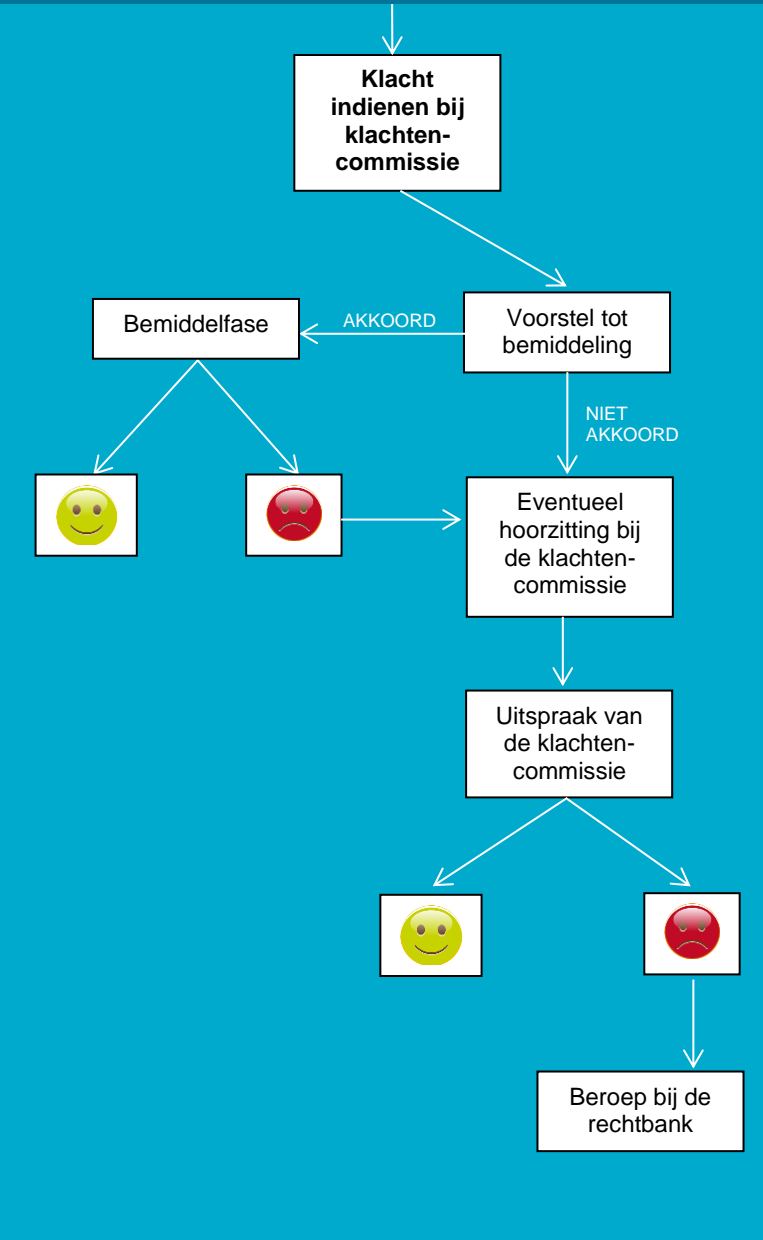 Klacht
indienen bij
klachten-
commissie
Bemiddelfase
AKKOORD
Voorstel tot
bemiddeling
NIET
AKKOORD
Eventueel
hoorzitting bij
de klachten-
commissie
Uitspraak van
de klachten-
commissie
Beroep bij de
rechtbank